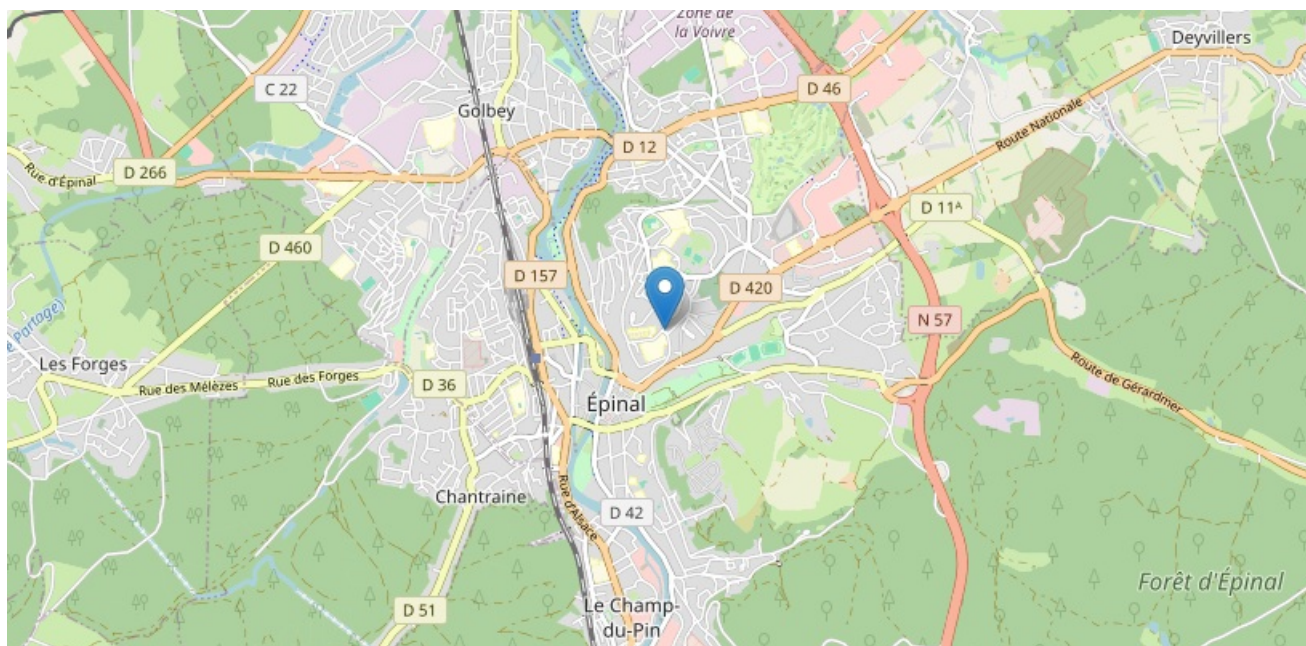 Zone de
la Voivre
Deyvillers
C 22
D 46
Golbey
Route Nationale
D 12
Rue d'Épinal
D 266
D 11ᴬ
D 460
D 157
D 420
N 57
Partage)
Les Forges
Rue des Mélèzes
Rue des Forges
D 36
Route de Gérardmer
Épinal
Chantraine
Rue d'Alsace
D 42
Forêt d'Épinal
D 51
Le Champ-
du-Pin